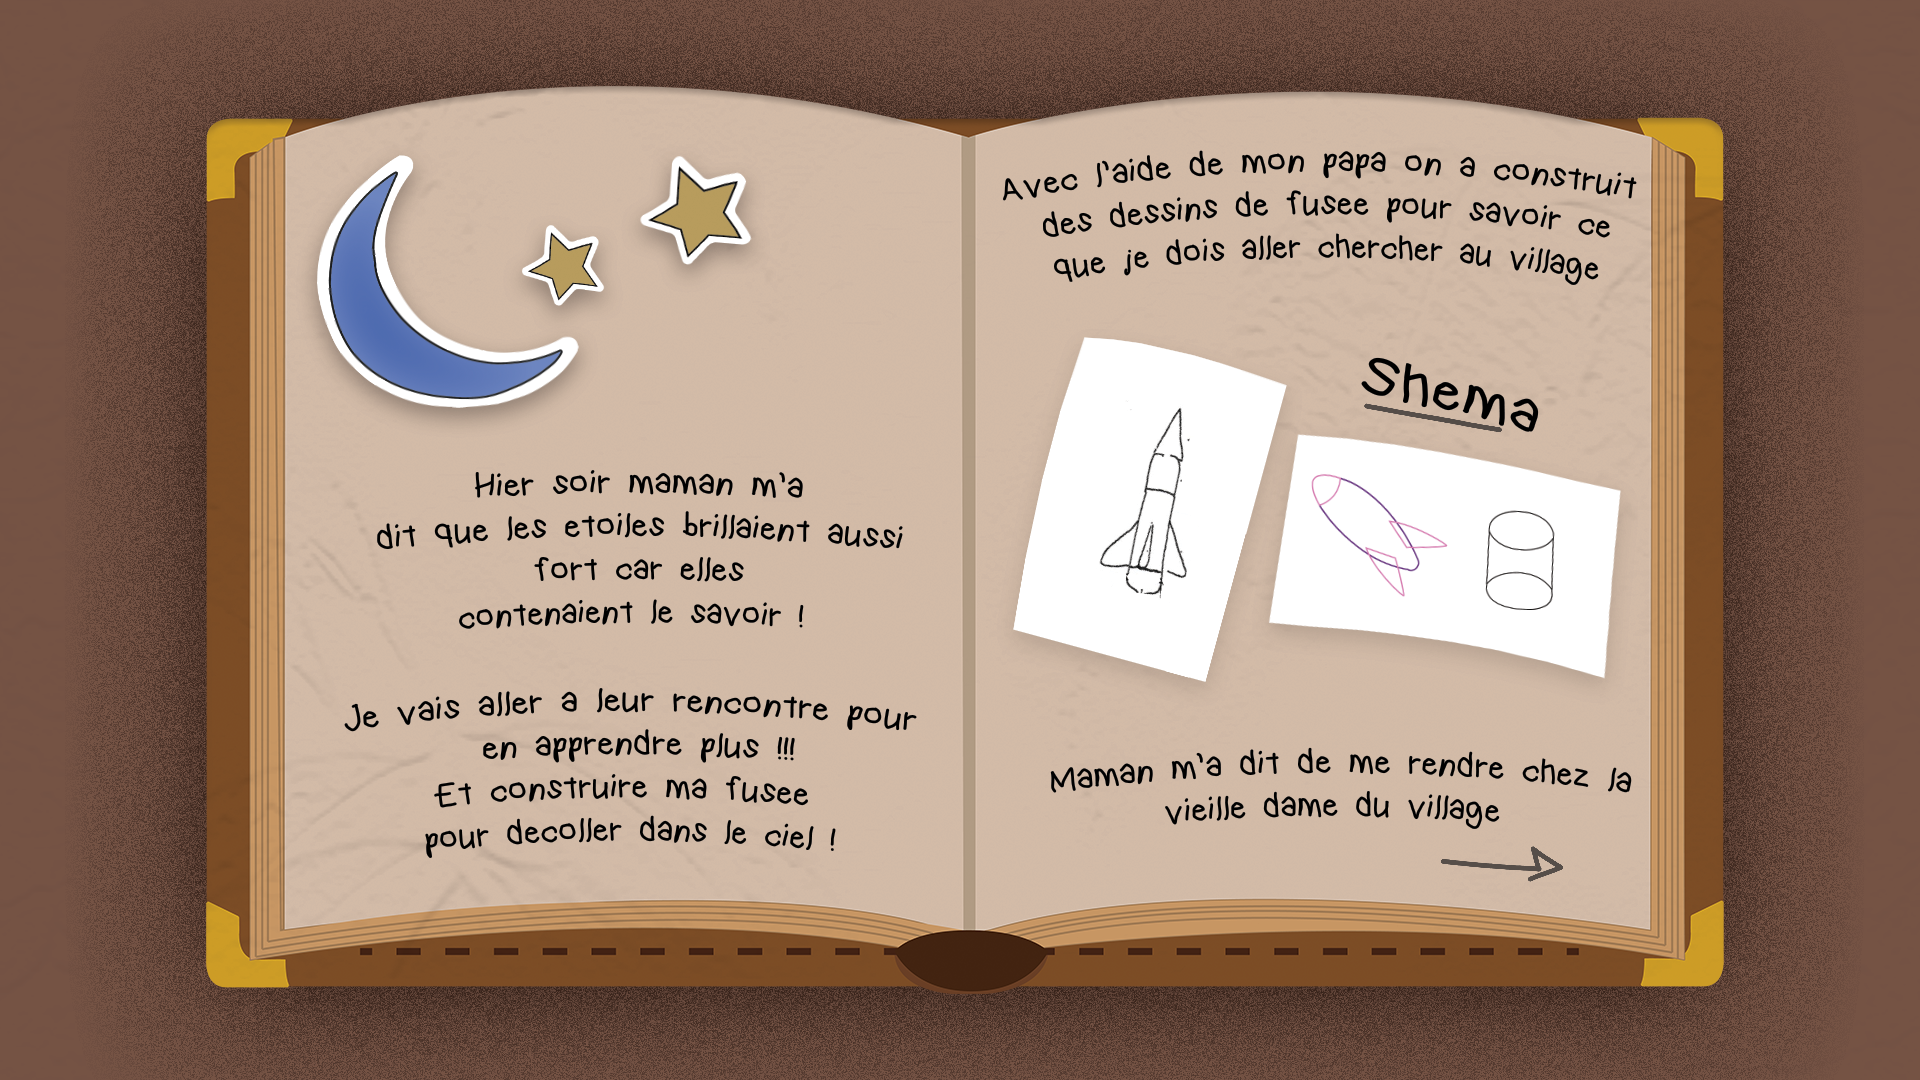 Hier soir maman m'a
dit que les etoiles brillaient aussi
fort car elles
contenaient le savoir !
Je vais aller a leur rencontre pour
en apprendre plus !!!
Et construire ma fusee
pour decoller dans le ciel !
Avec l'aide de mon papa on a construit
des dessins de fusee pour savoir ce
que je dois aller chercher au village
Shema
Maman m'a dit de me rendre chez la
vieille dame du village